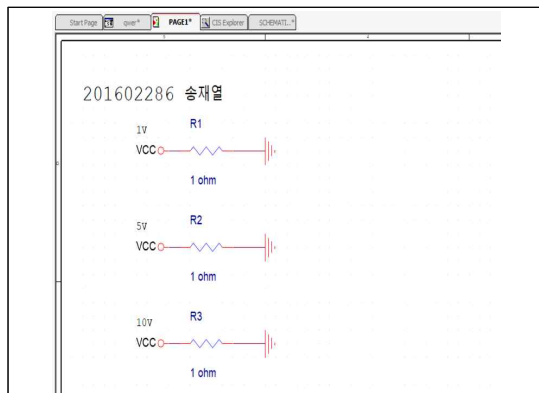 Start Page qwer* PAGE1* CIS Explorer SCHEMATI...*
201602286 송재열
R1
1V
VCC
1 ohm
R2
5V
VCC
1 ohm
R3
10V
VCC
1 ohm